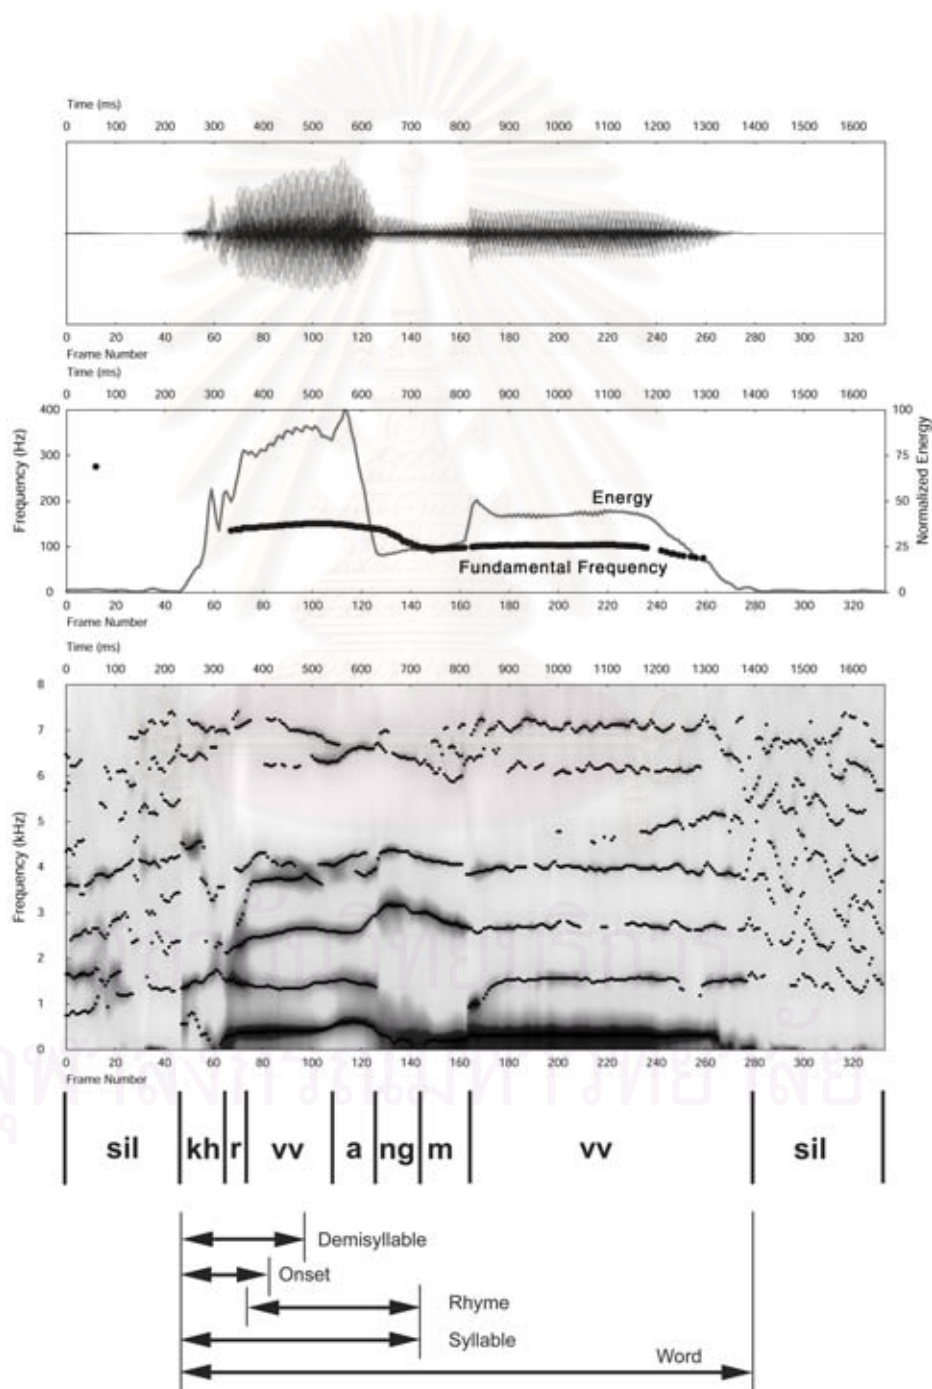 Time (ms)
0 100 200 300 400 500 600 700 800 900 1000 1100 1200 1300 1400 1500 1600
0 20 40 60 80 100 120 140 160 180 200 220 240 260 280 300 320
Frame Number
Time (ms)
0 100 200 300 400 500 600 700 800 900 1000 1100 1200 1300 1400 1500 1600
Frequency (Hz)
400
300
200
100
0
Normalized Energy
100
75
50
25
0
Energy
Fundamental Frequency
0 20 40 60 80 100 120 140 160 180 200 220 240 260 280 300 320
Frame Number
Time (ms)
0 100 200 300 400 500 600 700 800 900 1000 1100 1200 1300 1400 1500 1600
Frequency (kHz)
8
7
6
5
4
3
2
1
0
0 20 40 60 80 100 120 140 160 180 200 220 240 260 280 300 320
Frame Number
sil kh r vv a ng m vv sil
Demisyllable
Onset
Rhyme
Syllable
Word